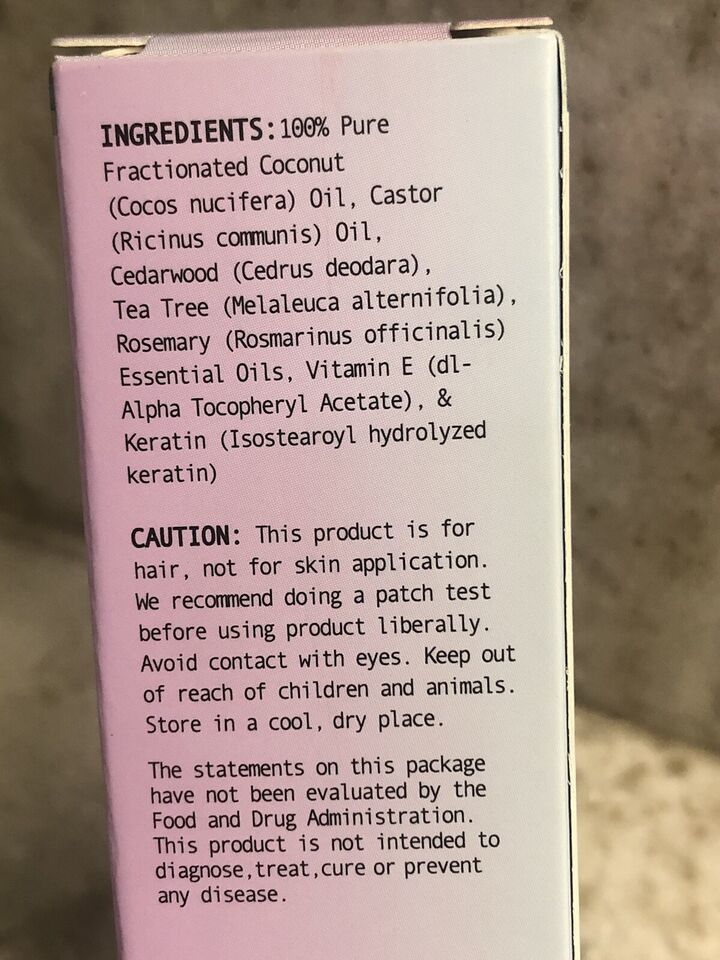 INGREDIENTS:100% Pure
Fractionated Coconut
(Cocos nucifera) Oil, Castor
(Ricinus communis) Oil,
Cedarwood (Cedrus deodara),
Tea Tree (Melaleuca alternifolia),
Rosemary (Rosmarinus officinalis)
Essential Oils, Vitamin E (dl-
Alpha Tocopheryl Acetate), &
Keratin (Isostearoyl hydrolyzed
keratin)
CAUTION: This product is for
hair, not for skin application.
We recommend doing a patch test
before using product liberally.
Avoid contact with eyes. Keep out
of reach of children and animals.
Store in a cool, dry place.
The statements on this package
have not been evaluated by the
Food and Drug Administration.
This product is not intended to
diagnose,treat,cure or prevent
any disease.